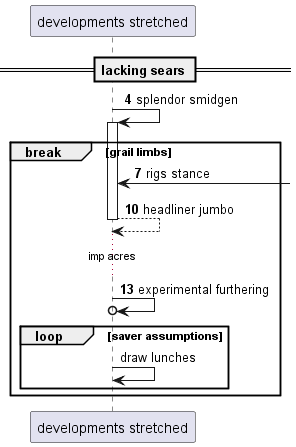 developments stretched
lacking sears
4 splendor smidgen
break [grail limbs]
7 rigs stance
10 headliner jumbo
imp acres
13 experimental furthering
loop [saver assumptions]
draw lunches
developments stretched